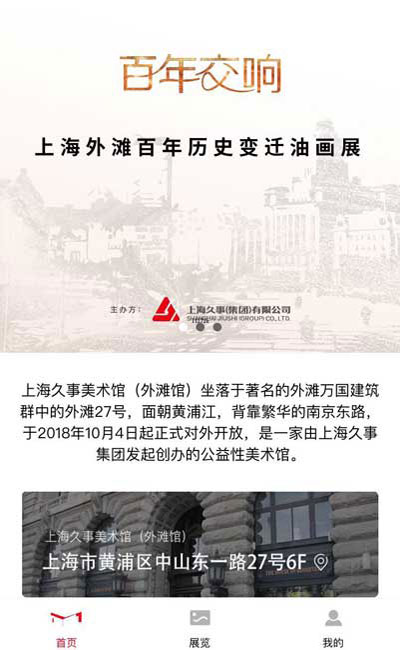 百年交响
上海外滩百年历史变迁油画展
主办方：
上海久事(集团)有限公司
SHANGHAI JIUSHI (GROUP) CO., LTD.
上海久事美术馆（外滩馆）坐落于著名的外滩万国建筑
群中的外滩27号，面朝黄浦江，背靠繁华的南京东路，
于2018年10月4日起正式对外开放，是一家由上海久事
集团发起创办的公益性美术馆。
上海久事美术馆（外滩馆）
上海市黄浦区中山东一路27号6F
首页
展览
我的